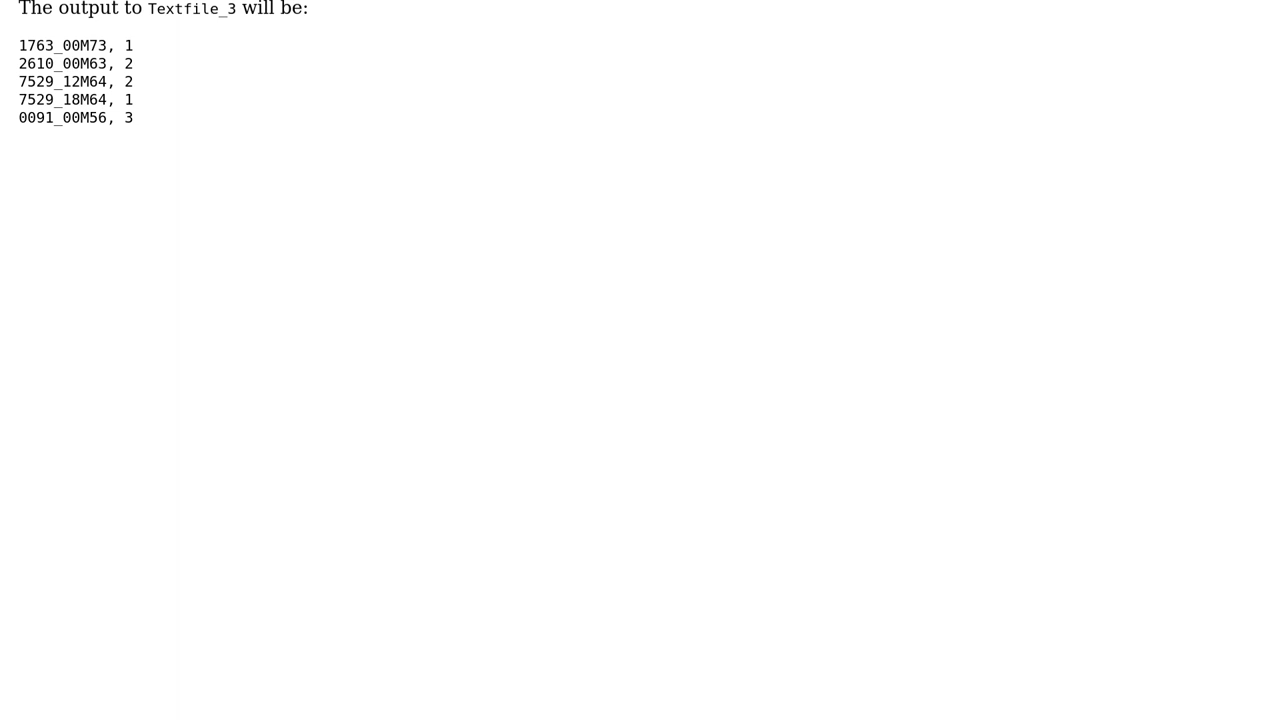 The output to Textfile_3 will be:
1763_00M73, 1
2610_00M63, 2
7529_12M64, 2
7529_18M64, 1
0091_00M56, 3